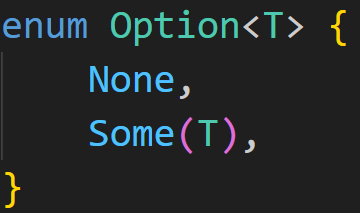 enum Option<T> {
    None,
    Some(T),
}